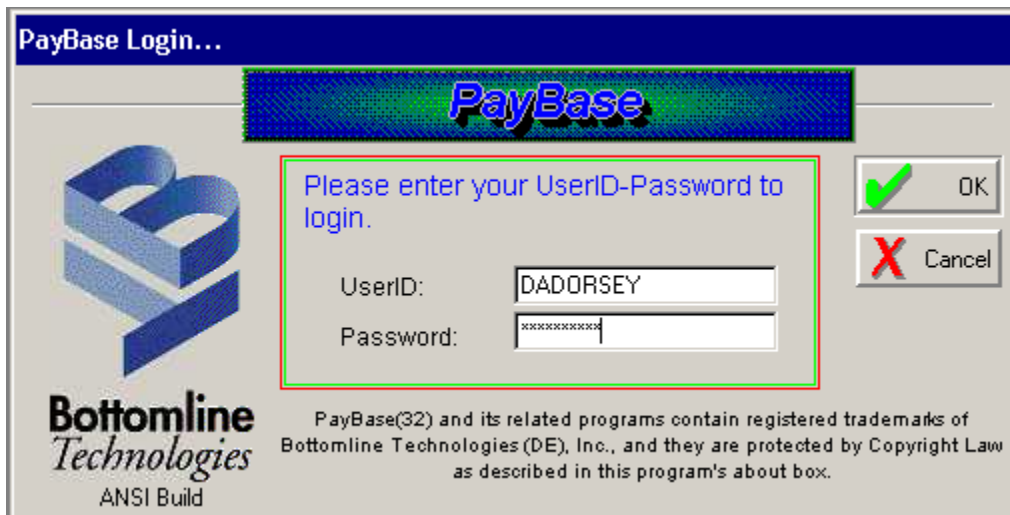 PayBase Login...
PayBase
Please enter your UserID-Password to
login.
OK
Cancel
UserID: DADORSEY
Password: **********
Bottomline
Technologies
ANSI Build
PayBase(32) and its related programs contain registered trademarks of
Bottomline Technologies (DE), Inc., and they are protected by Copyright Law
as described in this program's about box.